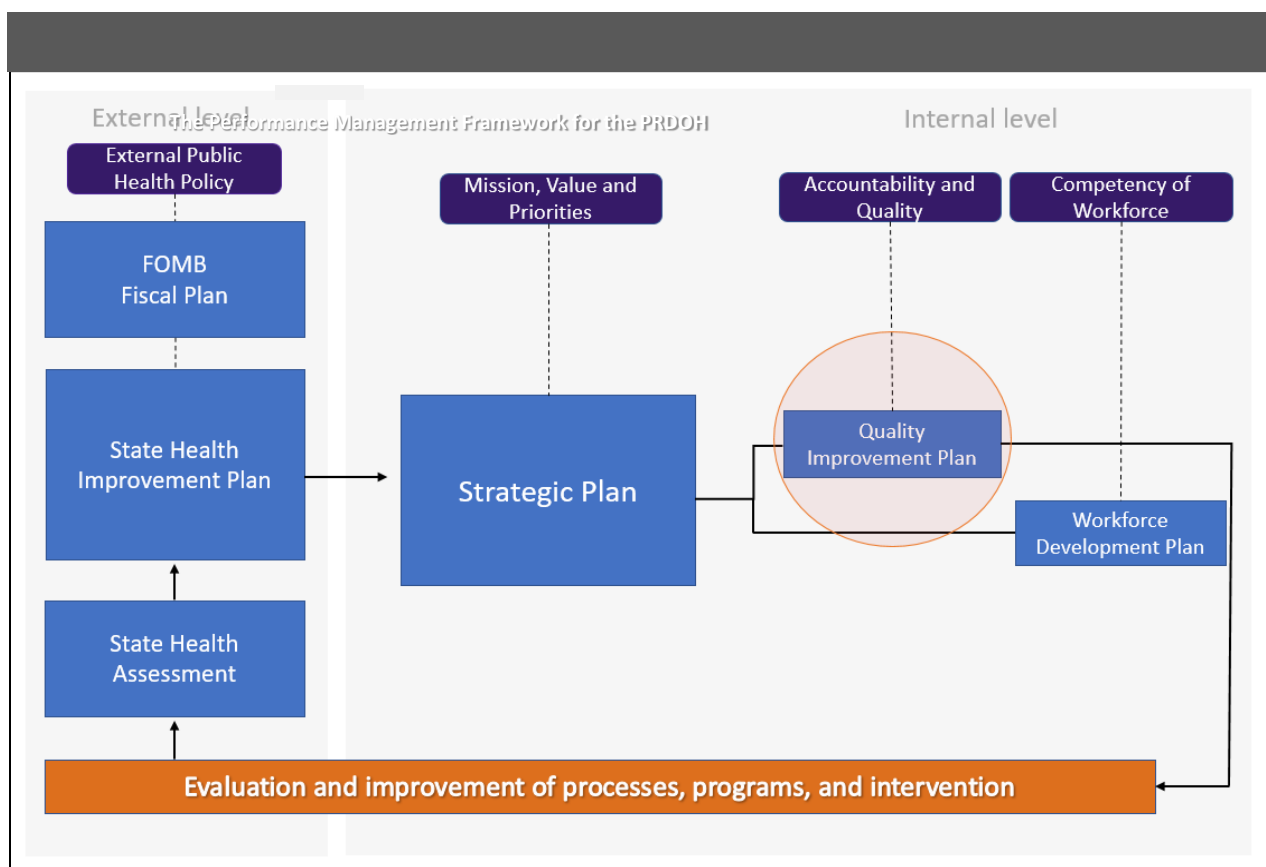 The Performance Management Framework for the PRDOH
External level
Internal level
External Public
Health Policy
Mission, Value and
Priorities
Accountability and
Quality
Competency of
Workforce
FOMB
Fiscal Plan
State Health
Improvement Plan
Strategic Plan
Quality
Improvement Plan
Workforce
Development Plan
State Health
Assessment
Evaluation and improvement of processes, programs, and intervention